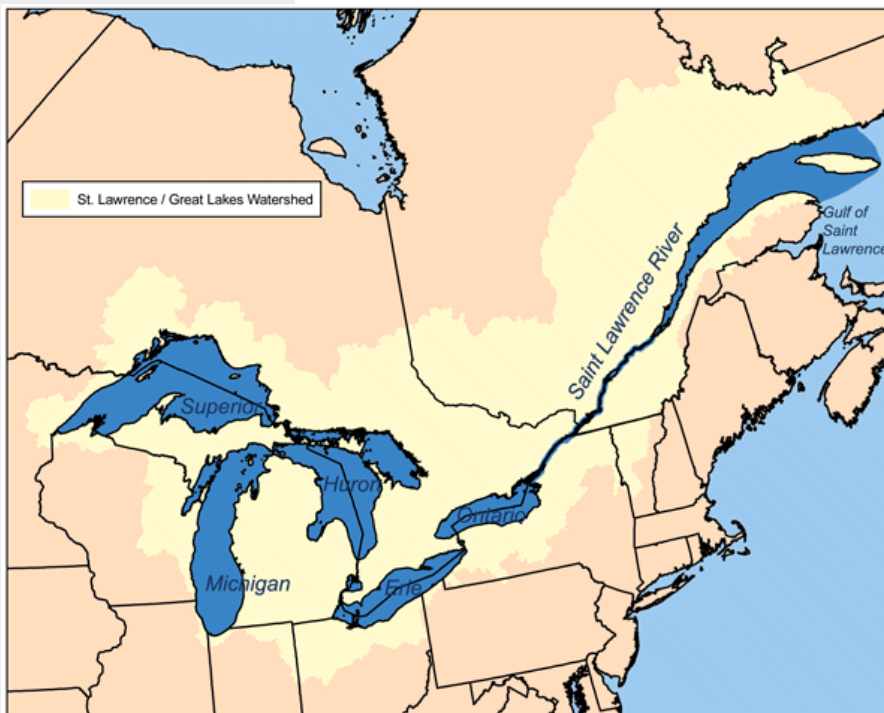 St. Lawrence / Great Lakes Watershed
Gulf of
Saint
Lawrence
Saint Lawrence River
Superior
Huron
Ontario
Michigan
Erie